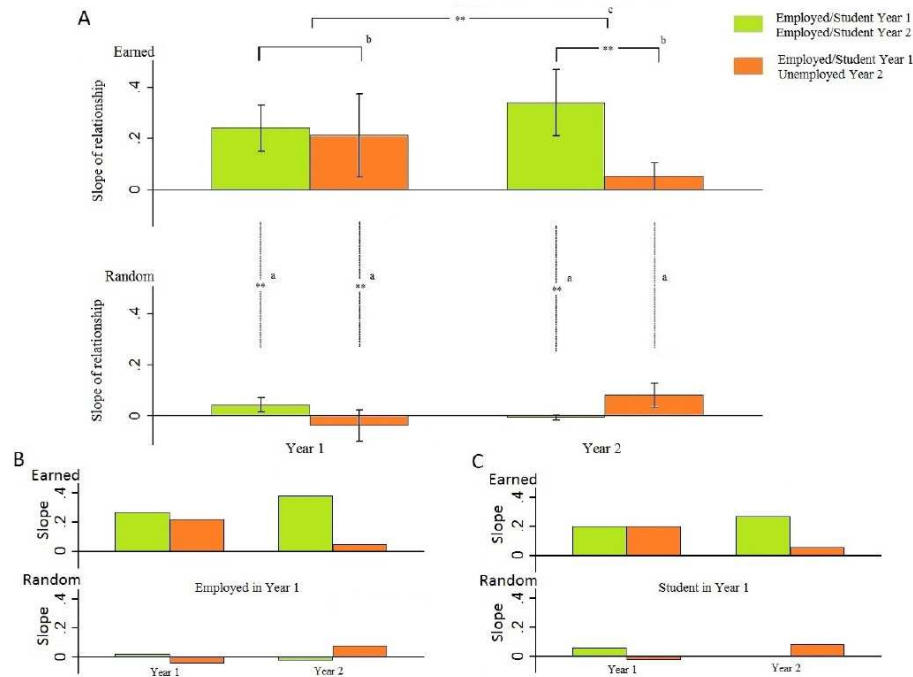 A
c
**
Employed/Student Year 1
Employed/Student Year 2
Employed/Student Year 1
Unemployed Year 2
Earned
b
**
b
Slope of relationship
.4
.2
0
Random
a
a
a
a
**
**
**
Slope of relationship
.4
.2
0
Year 1
Year 2
B
Earned
Slope
.4
.2
0
Random
Employed in Year 1
Slope
.4
.2
0
Year 1
Year 2
C
Earned
Slope
.4
.2
0
Random
Student in Year 1
Slope
.4
.2
0
Year 1
Year 2